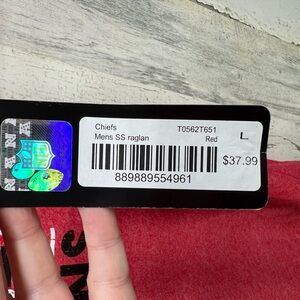 Chiefs T0562T651
Mens SS raglan Red L
$37.99
889889554961